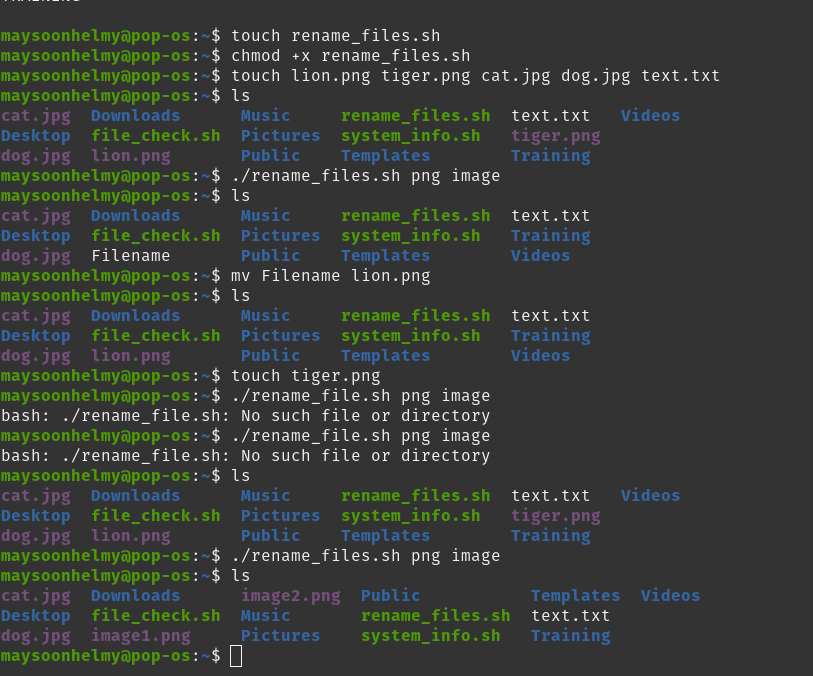 maysoonhelmy@pop-os:~$ touch rename_files.sh
maysoonhelmy@pop-os:~$ chmod +x rename_files.sh
maysoonhelmy@pop-os:~$ touch lion.png tiger.png cat.jpg dog.jpg text.txt
maysoonhelmy@pop-os:~$ ls
cat.jpg  Downloads      Music     rename_files.sh  text.txt   Videos
Desktop  file_check.sh  Pictures  system_info.sh   tiger.png
dog.jpg  lion.png       Public    Templates        Training
maysoonhelmy@pop-os:~$ ./rename_files.sh png image
maysoonhelmy@pop-os:~$ ls
cat.jpg  Downloads      Music     rename_files.sh  text.txt
Desktop  file_check.sh  Pictures  system_info.sh   Training
dog.jpg  Filename       Public    Templates        Videos
maysoonhelmy@pop-os:~$ mv Filename lion.png
maysoonhelmy@pop-os:~$ ls
cat.jpg  Downloads      Music     rename_files.sh  text.txt
Desktop  file_check.sh  Pictures  system_info.sh   Training
dog.jpg  lion.png       Public    Templates        Videos
maysoonhelmy@pop-os:~$ touch tiger.png
maysoonhelmy@pop-os:~$ ./rename_file.sh png image
bash: ./rename_file.sh: No such file or directory
maysoonhelmy@pop-os:~$ ./rename_file.sh png image
bash: ./rename_file.sh: No such file or directory
maysoonhelmy@pop-os:~$ ls
cat.jpg  Downloads      Music     rename_files.sh  text.txt   Videos
Desktop  file_check.sh  Pictures  system_info.sh   tiger.png
dog.jpg  lion.png       Public    Templates        Training
maysoonhelmy@pop-os:~$ ./rename_files.sh png image
maysoonhelmy@pop-os:~$ ls
cat.jpg  Downloads      image2.png  Public           Templates  Videos
Desktop  file_check.sh  Music       rename_files.sh  text.txt
dog.jpg  image1.png     Pictures    system_info.sh   Training
maysoonhelmy@pop-os:~$